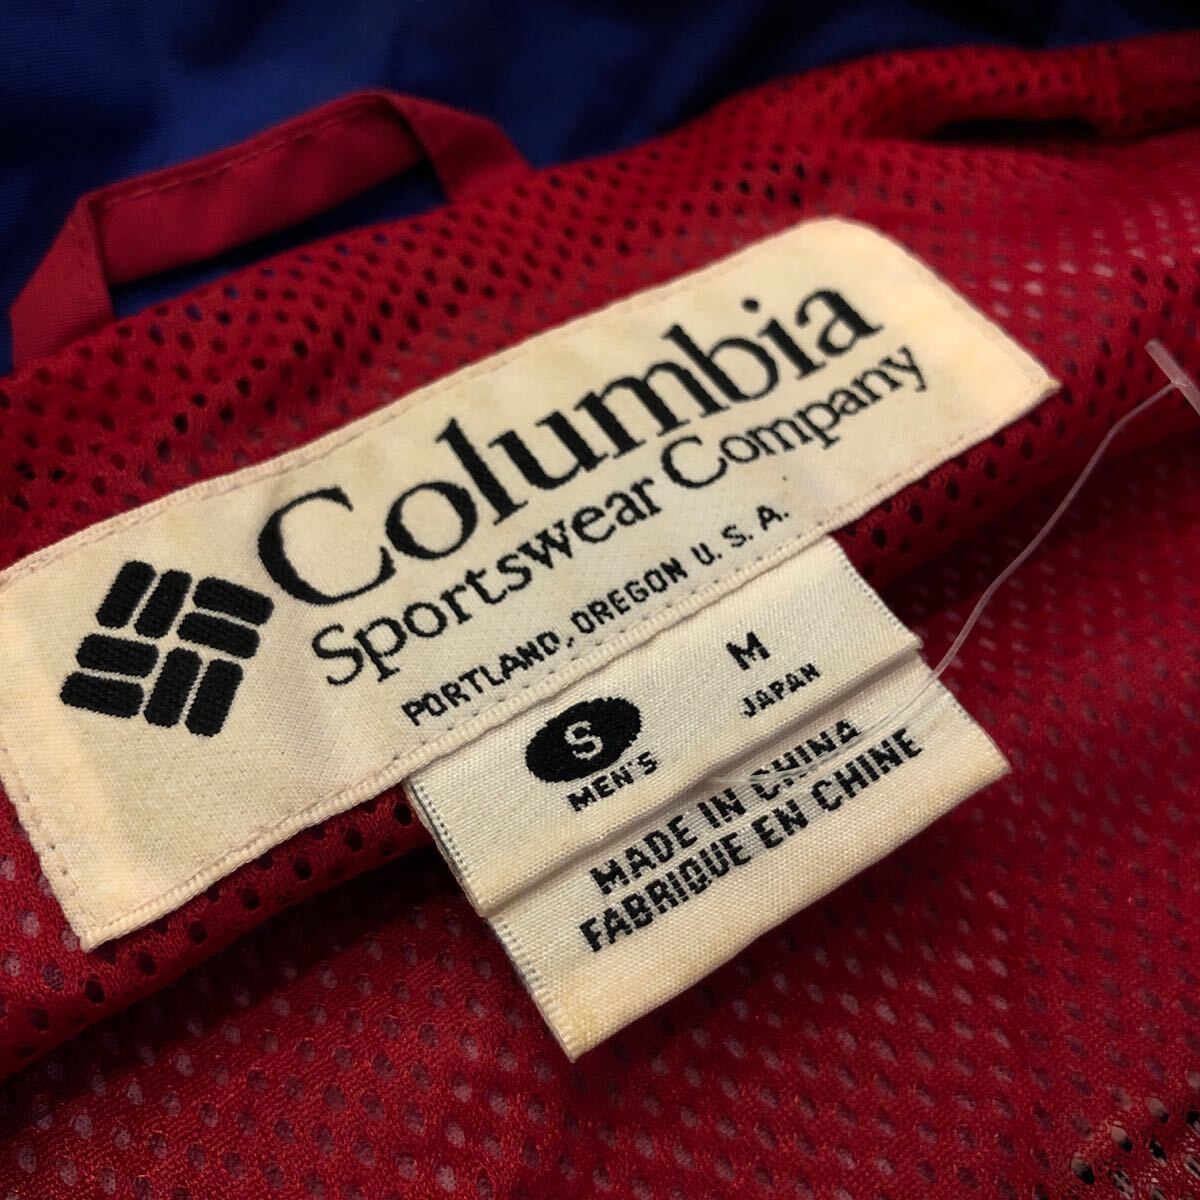 Columbia
Sportswear Company
PORTLAND, OREGON U.S.A.
S
MEN'S
M
JAPAN
MADE IN CHINA
FABRIQUE EN CHINE